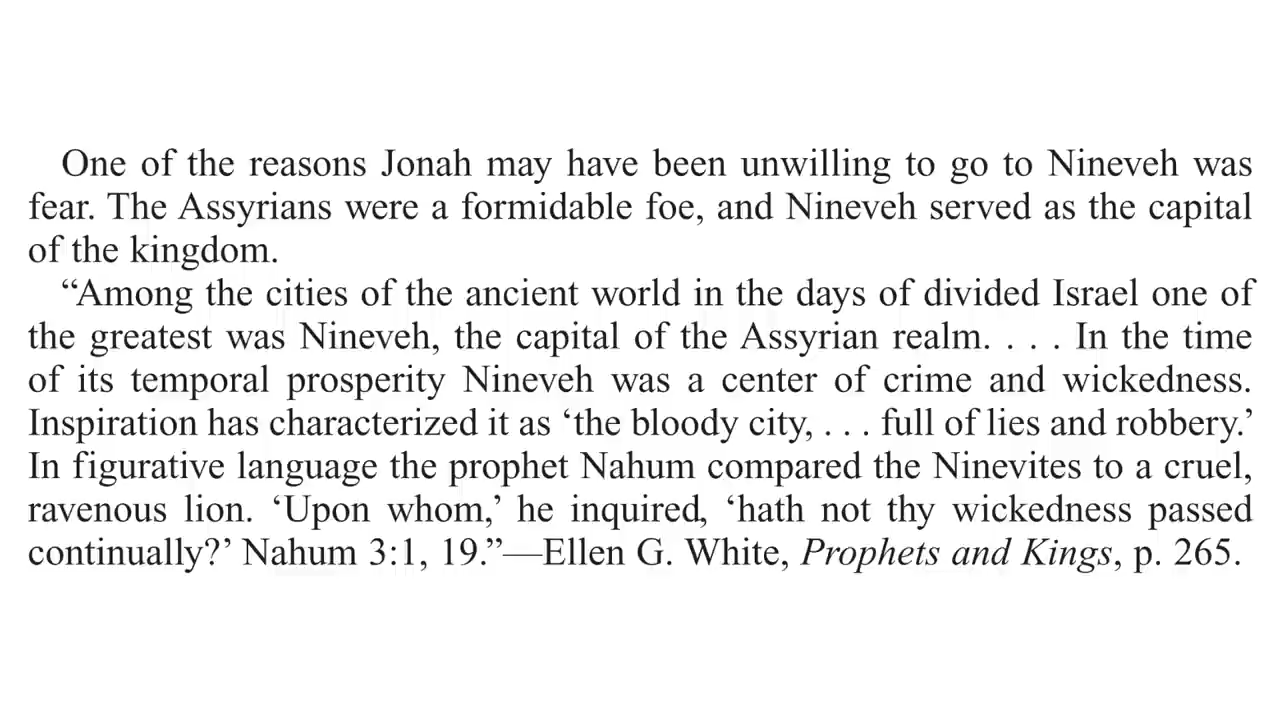 One of the reasons Jonah may have been unwilling to go to Nineveh was
fear. The Assyrians were a formidable foe, and Nineveh served as the capital
of the kingdom.
“Among the cities of the ancient world in the days of divided Israel one of
the greatest was Nineveh, the capital of the Assyrian realm. . . . In the time
of its temporal prosperity Nineveh was a center of crime and wickedness.
Inspiration has characterized it as ‘the bloody city, . . . full of lies and robbery.’
In figurative language the prophet Nahum compared the Ninevites to a cruel,
ravenous lion. ‘Upon whom,’ he inquired, ‘hath not thy wickedness passed
continually?’ Nahum 3:1, 19.”—Ellen G. White, Prophets and Kings, p. 265.